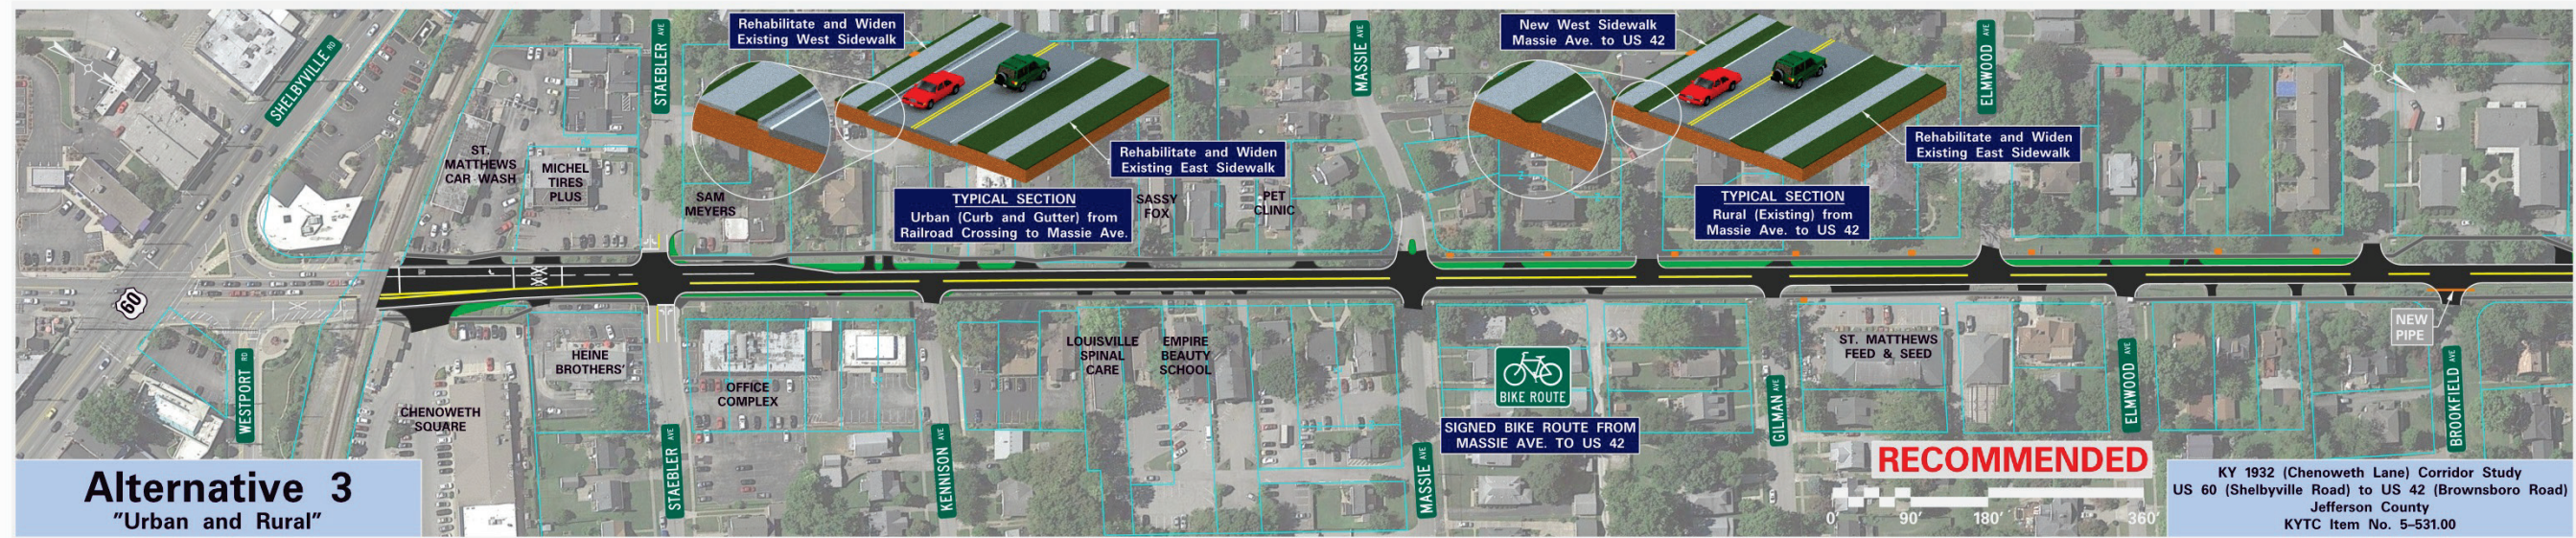 SHELBYVILLE RD
60
WESTPORT RD
ST.
MATTHEWS
CAR WASH
MICHEL
TIRES
PLUS
STAEBLER AVE
SAM
MEYERS
Rehabilitate and Widen
Existing West Sidewalk
Rehabilitate and Widen
Existing East Sidewalk
TYPICAL SECTION
Urban (Curb and Gutter) from
Railroad Crossing to Massie Ave.
SASSY
FOX
PET
CLINIC
MASSIE AVE
New West Sidewalk
Massie Ave. to US 42
Rehabilitate and Widen
Existing East Sidewalk
TYPICAL SECTION
Rural (Existing) from
Massie Ave. to US 42
ELMWOOD AVE
CHENOWETH
SQUARE
HEINE
BROTHERS'
STAEBLER AVE
OFFICE
COMPLEX
KENNISON AVE
LOUISVILLE
SPINAL
CARE
EMPIRE
BEAUTY
SCHOOL
MASSIE AVE
BIKE ROUTE
SIGNED BIKE ROUTE FROM
MASSIE AVE. TO US 42
GILMAN AVE
ST. MATTHEWS
FEED & SEED
ELMWOOD AVE
NEW
PIPE
BROOKFIELD AVE
Alternative 3
"Urban and Rural"
RECOMMENDED
0' 90' 180' 360'
KY 1932 (Chenoweth Lane) Corridor Study
US 60 (Shelbyville Road) to US 42 (Brownsboro Road)
Jefferson County
KYTC Item No. 5-531.00